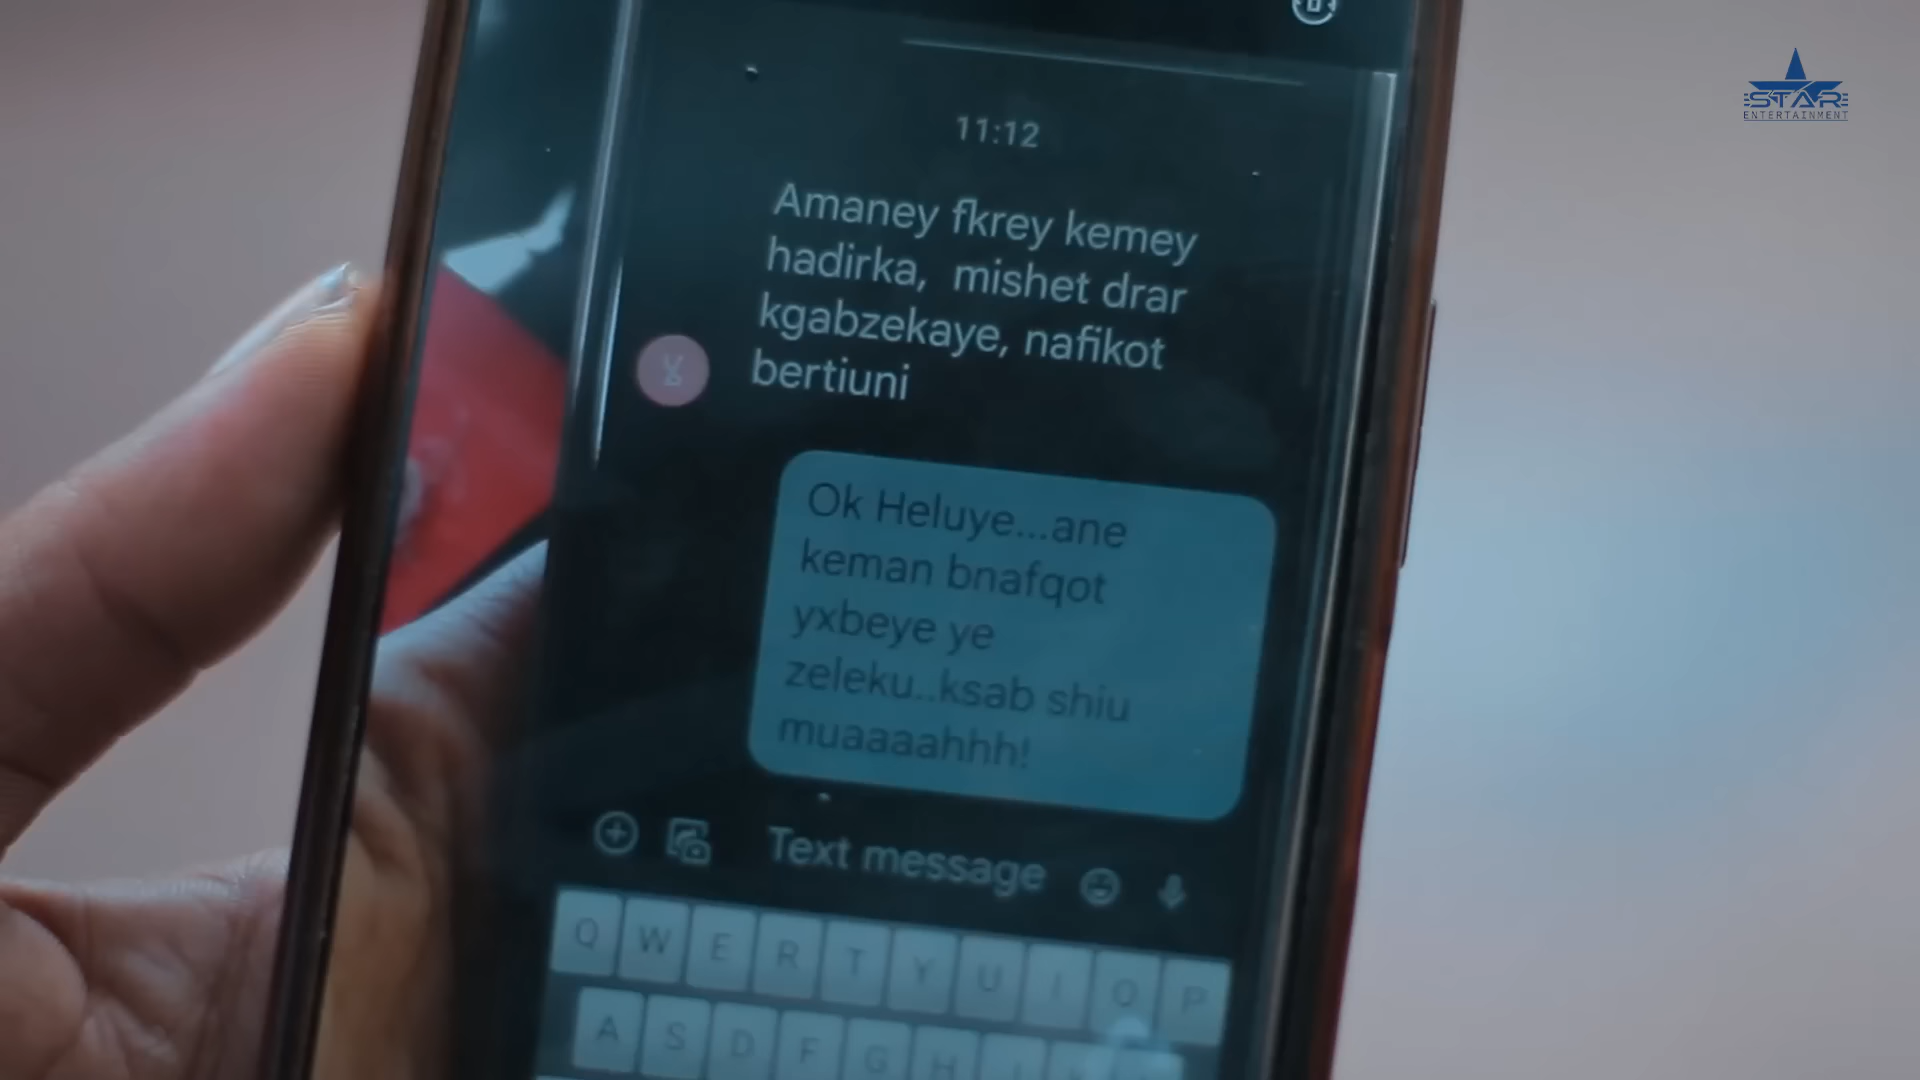 STAR
ENTERTAINMENT
11:12
Amaney fkrey kemey
hadirka, mishet drar
kgabzekaye, nafikot
bertiuni
Ok Heluye...ane
keman bnafqot
yxbeye ye
zeleku..ksab shiu
muaaaahhh!
Text message
Q W E R T Y U I O P
A S D F G H